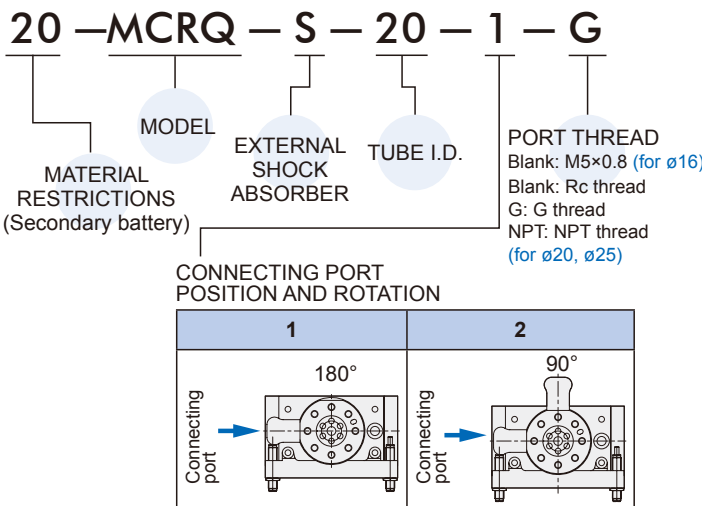 20 — MCRQ — S — 20 — 1 — G
MATERIAL
RESTRICTIONS
(Secondary battery)
MODEL
EXTERNAL
SHOCK
ABSORBER
TUBE I.D.
PORT THREAD
Blank: M5×0.8 (for ø16)
Blank: Rc thread
G: G thread
NPT: NPT thread
(for ø20, ø25)
CONNECTING PORT
POSITION AND ROTATION
1
2
Connecting
port
180°
Connecting
port
90°